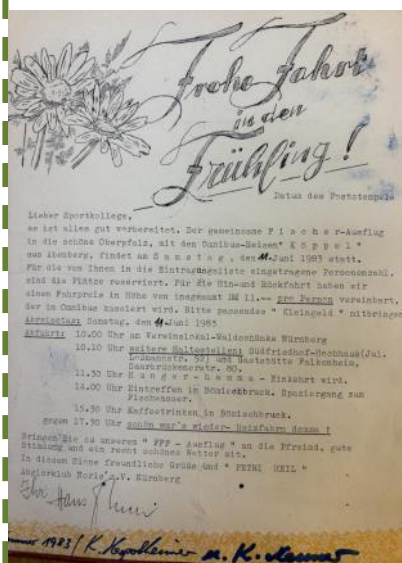 Frohe Fahrt
in den
Frühling!
Datum des Poststempels
Lieber Sportkollege,
es ist alles gut vorbereitet. Der gemeinsame F i s c h e r-Ausflug
in die schöne Oberpfalz, mit den Omnibus-Reisen" K ö p p e l "
aus Abenberg, findet am S a m s t a g , den 11.Juni 1983 statt.
Für die von Ihnen in die Eintragungsliste eingetragene Personenzahl,
sind die Plätze reserviert. Für die Hin-und Rückfahrt haben wir
einen Fahrpreis in Höhe von insgesamt DM 11.-- pro Person vereinbart,
der im Omnibus kassiert wird. Bitte passendes " Kleingeld " mitbringen
Abreisetag: Samstag, den 11.Juni 1983
Abfahrt: 10.00 Uhr am Vereinslokal-Waldschänke Nürnberg
10.10 Uhr weitere Haltestellen: Südfriedhof-Hochhaus(Jul.
Loßmannstr. 52) und Gaststätte Falkenheim,
Saarbrückenerstr. 80.
11.30 Uhr - Einkehrt wird.
14.00 Uhr Eintreffen in Spaziergang zum
Fischwasser.
15.30 Uhr Kaffeetrinken in
gegen 17.30 Uhr schön war's wieder- Heimfahrt
Bringen Sie zu unserem " PPP - Ausflug " an die Pfreimd, gute
Stimmung und ein recht schönes Wetter mit.
In diesem Sinne freundliche Grüße und " PETRI HEIL "
Anglerklub Noris e.V. Nürnberg
Ihr Hans
1983/ K. u. K.